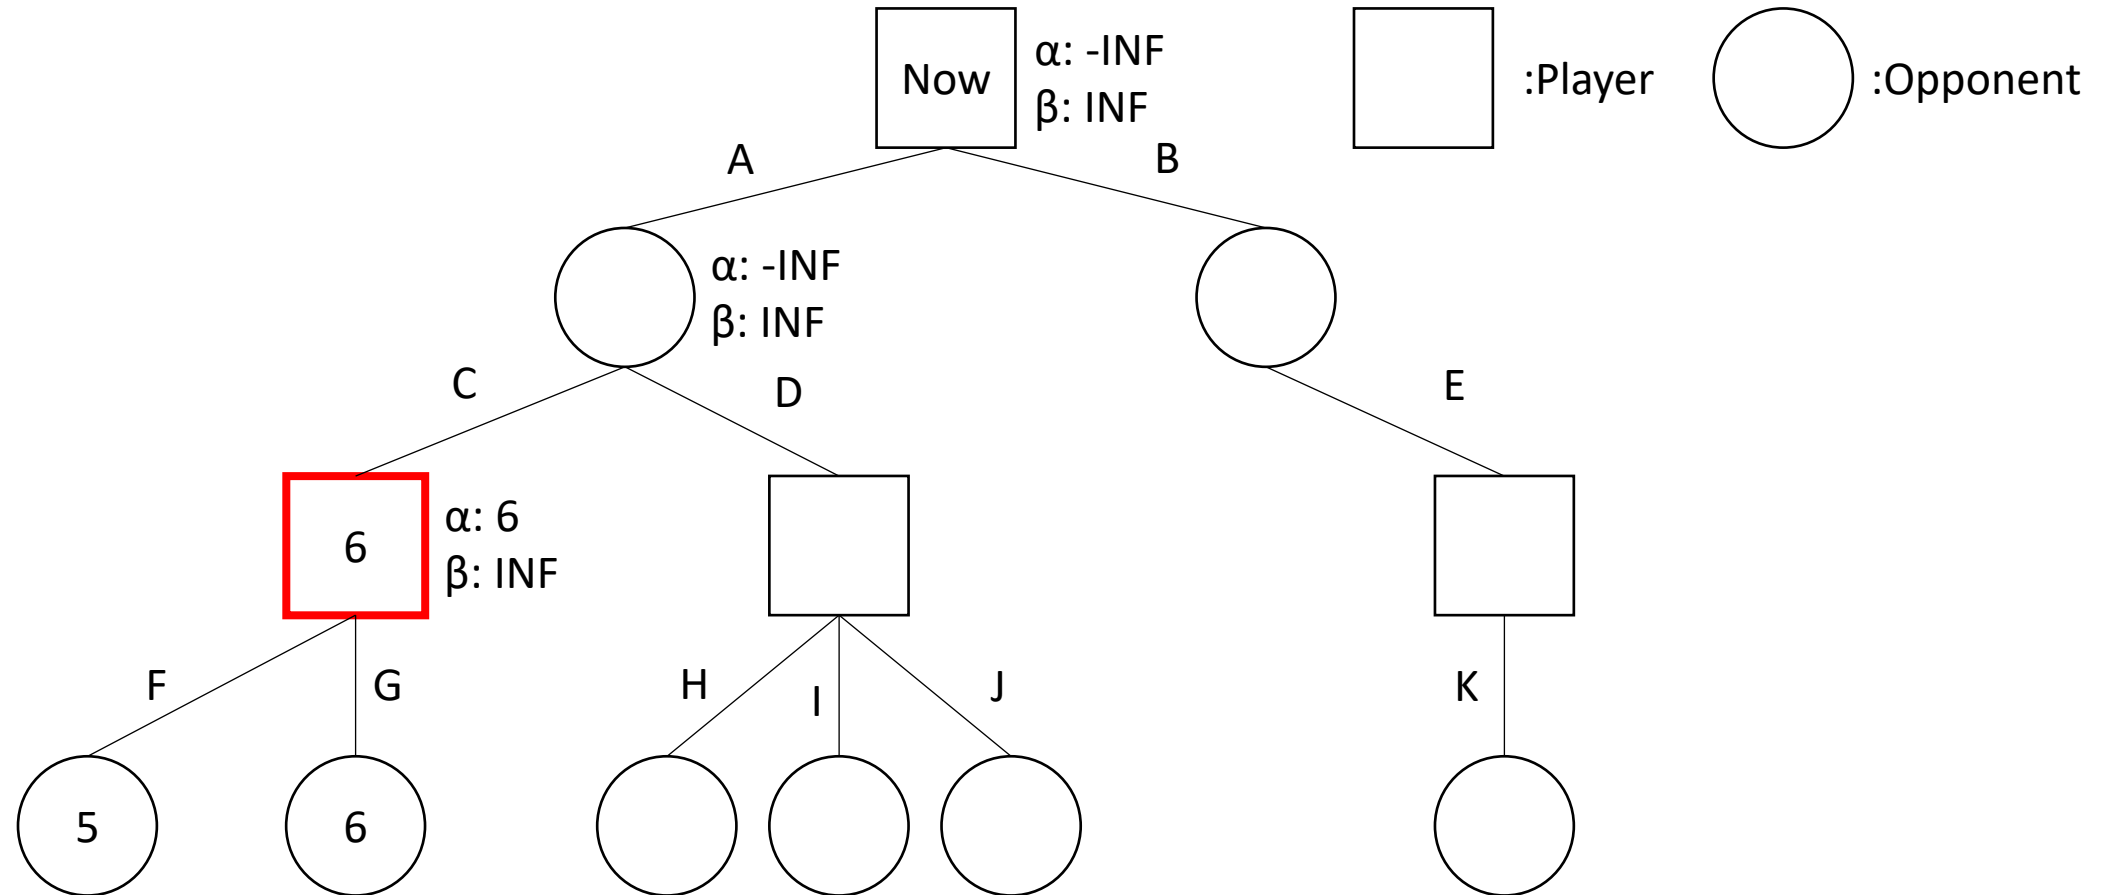 Now
α: -INF
β: INF
:Player
:Opponent
A
B
α: -INF
β: INF
C
D
E
6
α: 6
β: INF
F
G
H
I
J
K
5
6